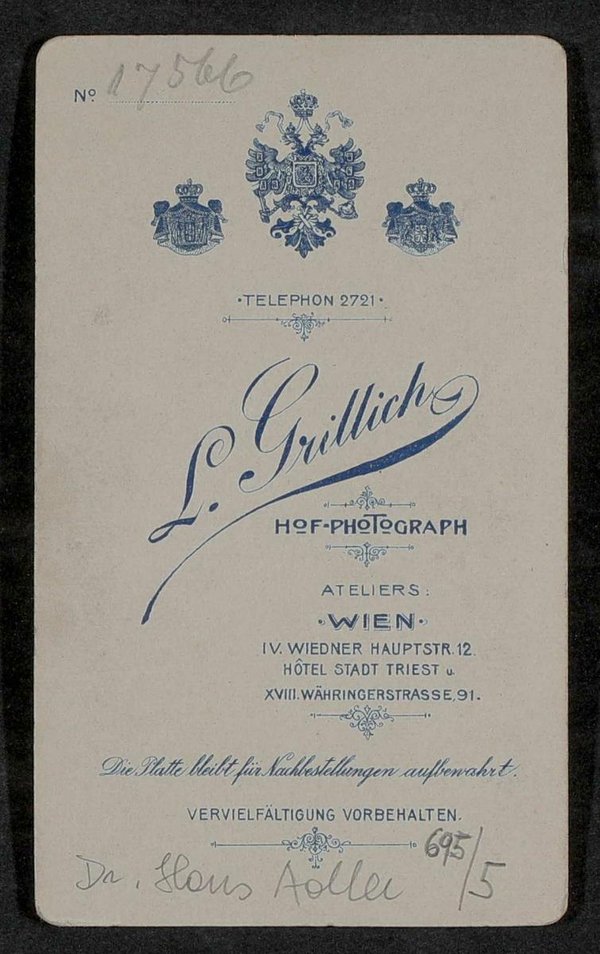 Nº 17566
·TELEPHON 2721·
L. Grillich
HOF-PHOTOGRAPH
ATELIERS:
·WIEN·
IV. WIEDNER HAUPTSTR. 12.
HÔTEL STADT TRIEST u.
XVIII. WÄHRINGERSTRASSE, 91.
Die Platte bleibt für Nachbestellungen aufbewahrt.
VERVIELFÄLTIGUNG VORBEHALTEN.
Dr. Hans Adler 695/5